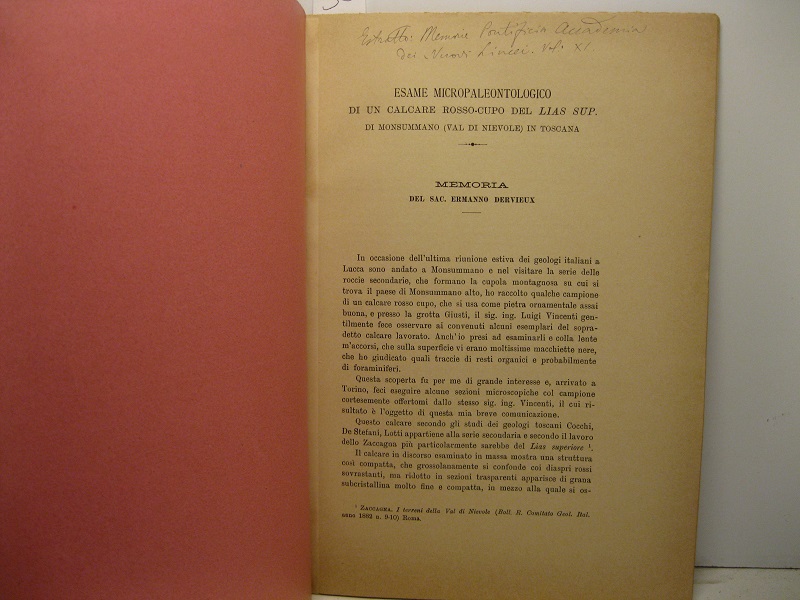 Estratto: Memorie Pontificia Accademia
dei Nuovi Lincei. Vol. XI
ESAME MICROPALEONTOLOGICO
DI UN CALCARE ROSSO-CUPO DEL LIAS SUP.
DI MONSUMMANO (VAL DI NIEVOLE) IN TOSCANA
MEMORIA
DEL SAC. ERMANNO DERVIEUX
In occasione dell'ultima riunione estiva dei geologi italiani a
Lucca sono andato a Monsummano e nel visitare la serie delle
roccie secondarie, che formano la cupola montagnosa su cui si
trova il paese di Monsummano alto, ho raccolto qualche campione
di un calcare rosso cupo, che si usa come pietra ornamentale assai
buona, e presso la grotta Giusti, il sig. ing. Luigi Vincenti gen-
tilmente fece osservare ai convenuti alcuni esemplari del sopra-
detto calcare lavorato. Anch'io presi ad esaminarli e colla lente
m'accorsi, che sulla superficie vi erano moltissime macchiette nere,
che ho giudicato quali traccie di resti organici e probabilmente
di foraminiferi.
Questa scoperta fu per me di grande interesse e, arrivato a
Torino, feci eseguire alcune sezioni microscopiche col campione
cortesemente offertomi dallo stesso sig. ing. Vincenti, il cui ri-
sultato è l'oggetto di questa mia breve comunicazione.
Questo calcare secondo gli studi dei geologi toscani Cocchi,
De Stefani, Lotti appartiene alla serie secondaria e secondo il lavoro
dello Zaccagna più particolarmente sarebbe del Lias superiore ¹.
Il calcare in discorso esaminato in massa mostra una struttura
così compatta, che grossolanamente si confonde coi diaspri rossi
sovrastanti, ma ridotto in sezioni trasparenti apparisce di grana
subcristallina molto fine e compatta, in mezzo alla quale si os-
¹ ZACCAGNA. I terreni della Val di Nievole (Boll. R. Comitato Geol. Ital.
anno 1882 n. 9-10) Roma.